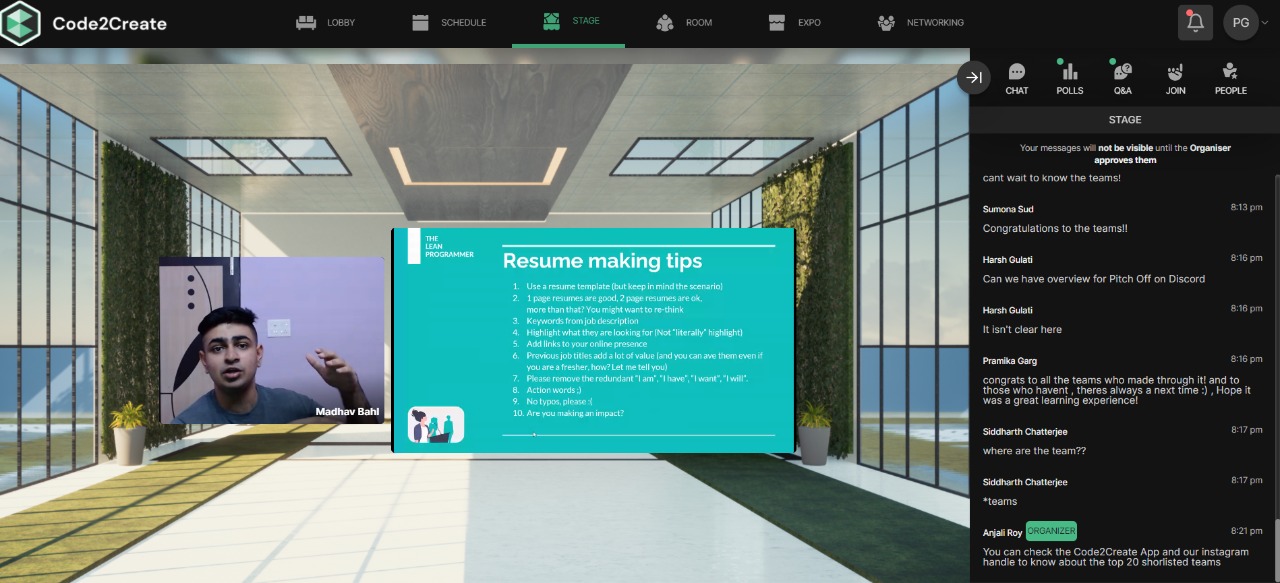 Code2Create
LOBBY
SCHEDULE
STAGE
ROOM
EXPO
NETWORKING
PG
CHAT
POLLS
Q&A
JOIN
PEOPLE
STAGE
Your messages will not be visible until the Organiser
approves them
cant wait to know the teams!
Sumona Sud 8:13 pm
Congratulations to the teams!!
Harsh Gulati 8:16 pm
Can we have overview for Pitch Off on Discord
Harsh Gulati 8:16 pm
It isn't clear here
Pramika Garg 8:16 pm
congrats to all the teams who made through it! and to
those who havent , theres always a next time :) , Hope it
was a great learning experience!
Siddharth Chatterjee 8:17 pm
where are the team??
Siddharth Chatterjee 8:17 pm
*teams
Anjali Roy ORGANIZER 8:21 pm
You can check the Code2Create App and our instagram
handle to know about the top 20 shorlisted teams
Madhav Bahl
THE
LEAN
PROGRAMMER
Resume making tips
1. Use a resume template (but keep in mind the scenario)
2. 1 page resumes are good, 2 page resumes are ok,
more than that? You might want to re-think
3. Keywords from job description
4. Highlight what they are looking for (Not "literally" highlight)
5. Add links to your online presence
6. Previous job titles add a lot of value (and you can ave them even if
you are a fresher, how? Let me tell you)
7. Please remove the redundant "I am", "I have", "I want", "I will".
8. Action words ;)
9. No typos, please :(
10. Are you making an impact?